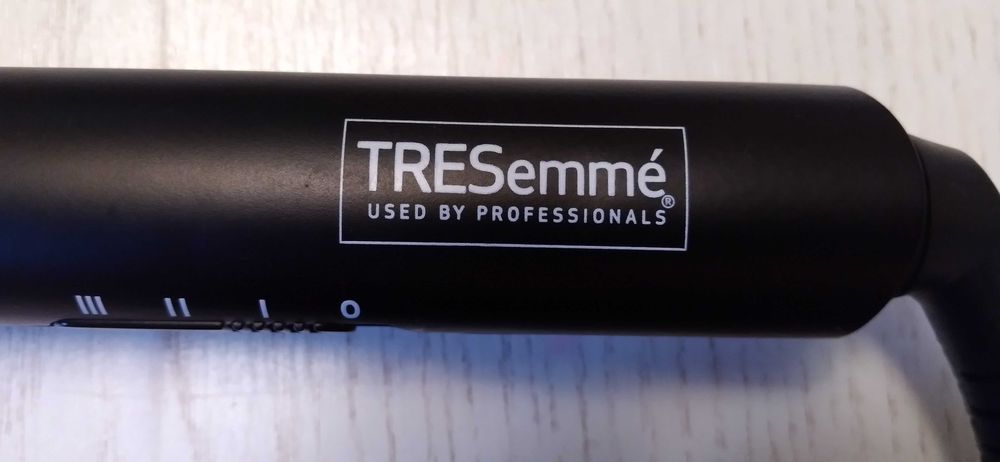 TRESemmé®
USED BY PROFESSIONALS
III II I O